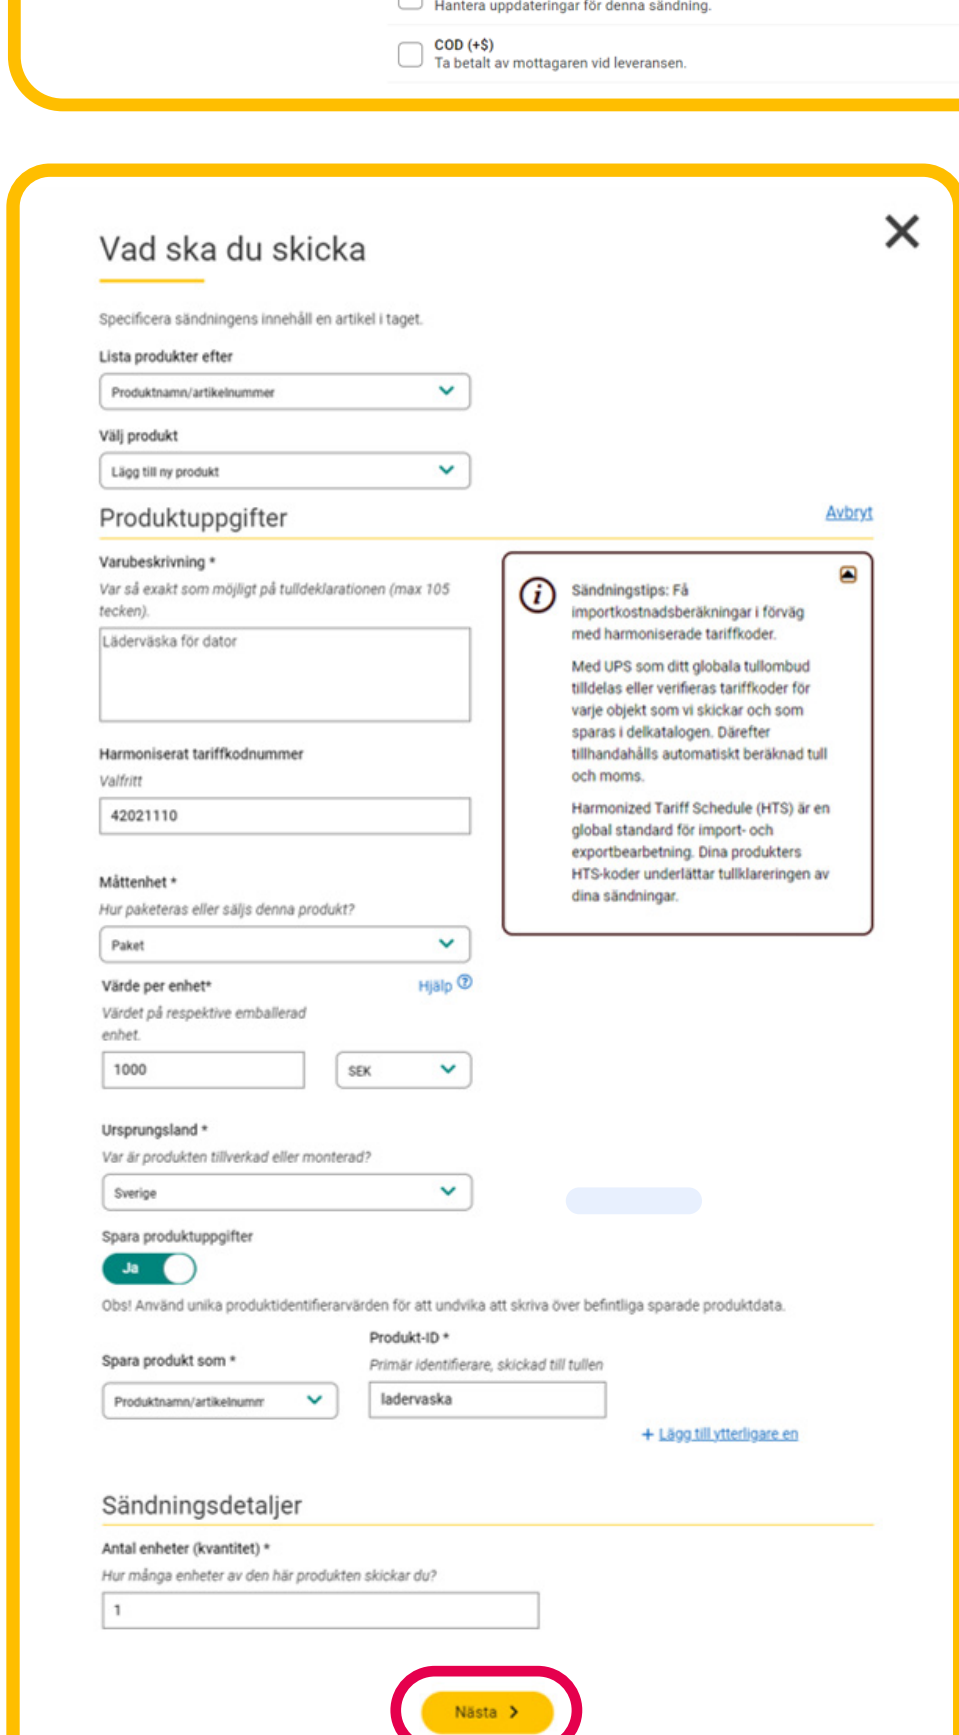 Hantera uppdateringar för denna sändning.
COD (+$)
Ta betalt av mottagaren vid leveransen.
Vad ska du skicka
Specificera sändningens innehåll en artikel i taget.
Lista produkter efter
Produktnamn/artikelnummer
Välj produkt
Lägg till ny produkt
Produktuppgifter
Avbryt
Varubeskrivning *
Var så exakt som möjligt på tulldeklarationen (max 105
tecken).
Läderväska för dator
Harmoniserat tariffkodnummer
Valfritt
42021110
Sändningstips: Få
importkostnadsberäkningar i förväg
med harmoniserade tariffkoder.
Med UPS som ditt globala tullombud
tilldelas eller verifieras tariffkoder för
varje objekt som vi skickar och som
sparas i delkatalogen. Därefter
tillhandahålls automatiskt beräknad tull
och moms.
Harmonized Tariff Schedule (HTS) är en
global standard för import- och
exportbearbetning. Dina produkters
HTS-koder underlättar tullklareringen av
dina sändningar.
Måttenhet *
Hur paketeras eller säljs denna produkt?
Paket
Värde per enhet*
Hjälp
Värdet på respektive emballerad
enhet.
1000
SEK
Ursprungsland *
Var är produkten tillverkad eller monterad?
Sverige
Spara produktuppgifter
Ja
Obs! Använd unika produktidentifierarvärden för att undvika att skriva över befintliga sparade produktdata.
Spara produkt som *
Produktnamn/artikelnumr
Produkt-ID *
Primär identifierare, skickad till tullen
ladervaska
+ Lägg till ytterligare en
Sändningsdetaljer
Antal enheter (kvantitet) *
Hur många enheter av den här produkten skickar du?
1
Nästa